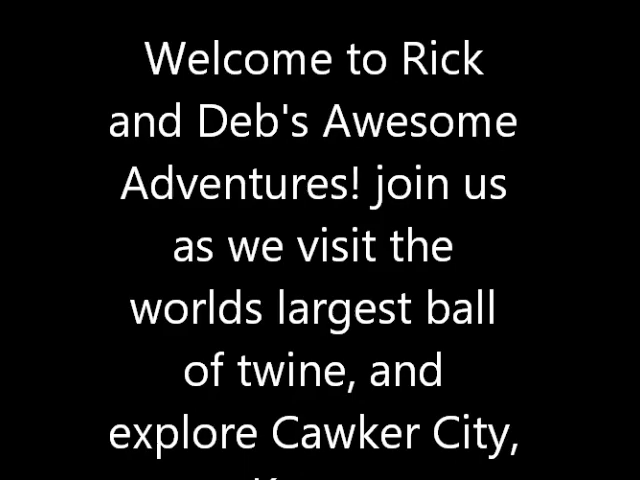 Welcome to Rick
and Deb's Awesome
Adventures! join us
as we visit the
worlds largest ball
of twine, and
explore Cawker City,